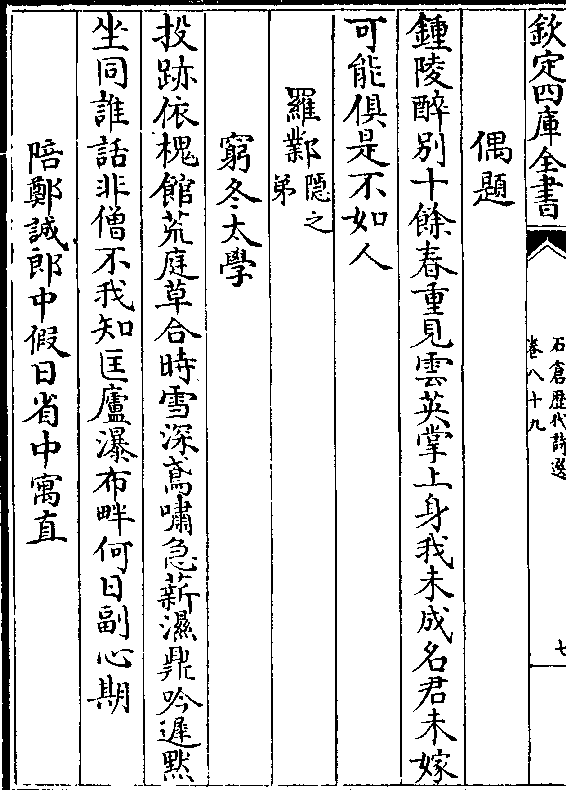 欽定四庫全書
石倉歴代詩選
卷八十九
七
偶題
鍾陵醉别十餘春重見雲英掌上身我未成名君未嫁
可能俱是不如人
羅鄴隱之
弟
窮冬太學
投跡依槐館荒庭草合時雪深鳶嘯急薪濕鼎吟遲黙
坐同誰話非僧不我知匡廬瀑布畔何日副心期
陪鄭諴郎中假日省中寓直